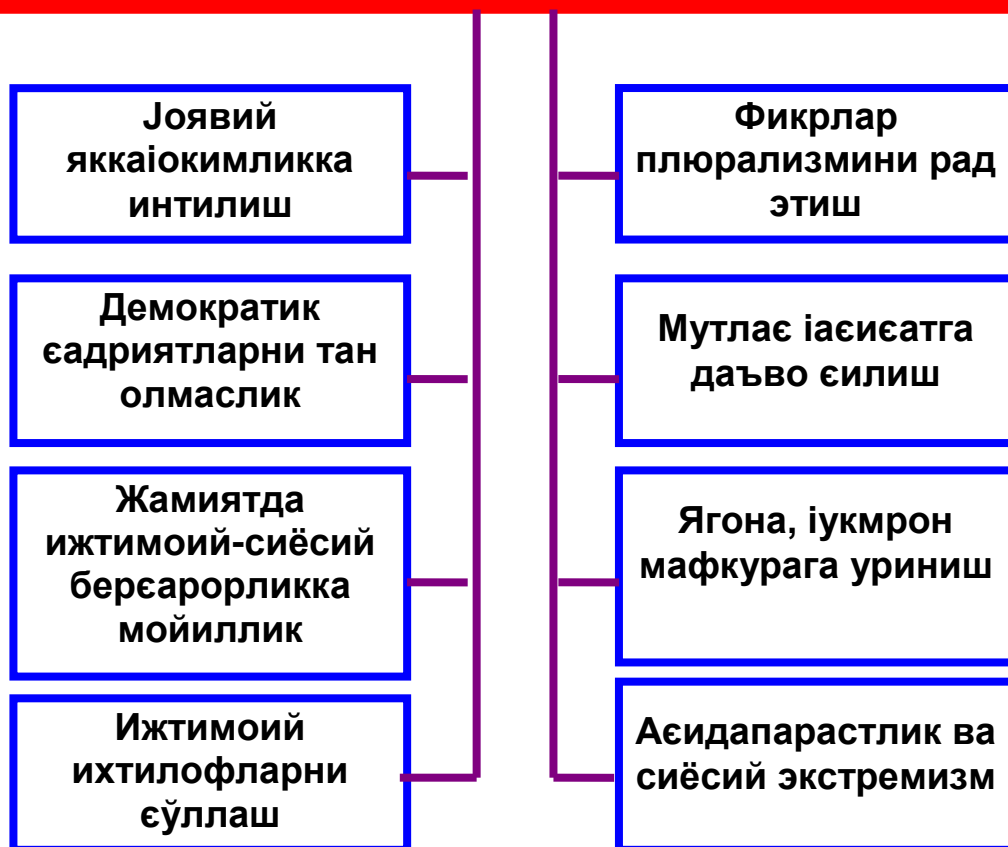 Јоявий
яккаіокимликка
интилиш
Демократик
єадриятларни тан
олмаслик
Жамиятда
ижтимоий-сиёсий
берєарорликка
мойиллик
Ижтимоий
ихтилофларни
єўллаш
Фикрлар
плюрализмини рад
этиш
Мутлає іаєиєатга
даъво єилиш
Ягона, іукмрон
мафкурага уриниш
Аєидапарастлик ва
сиёсий экстремизм